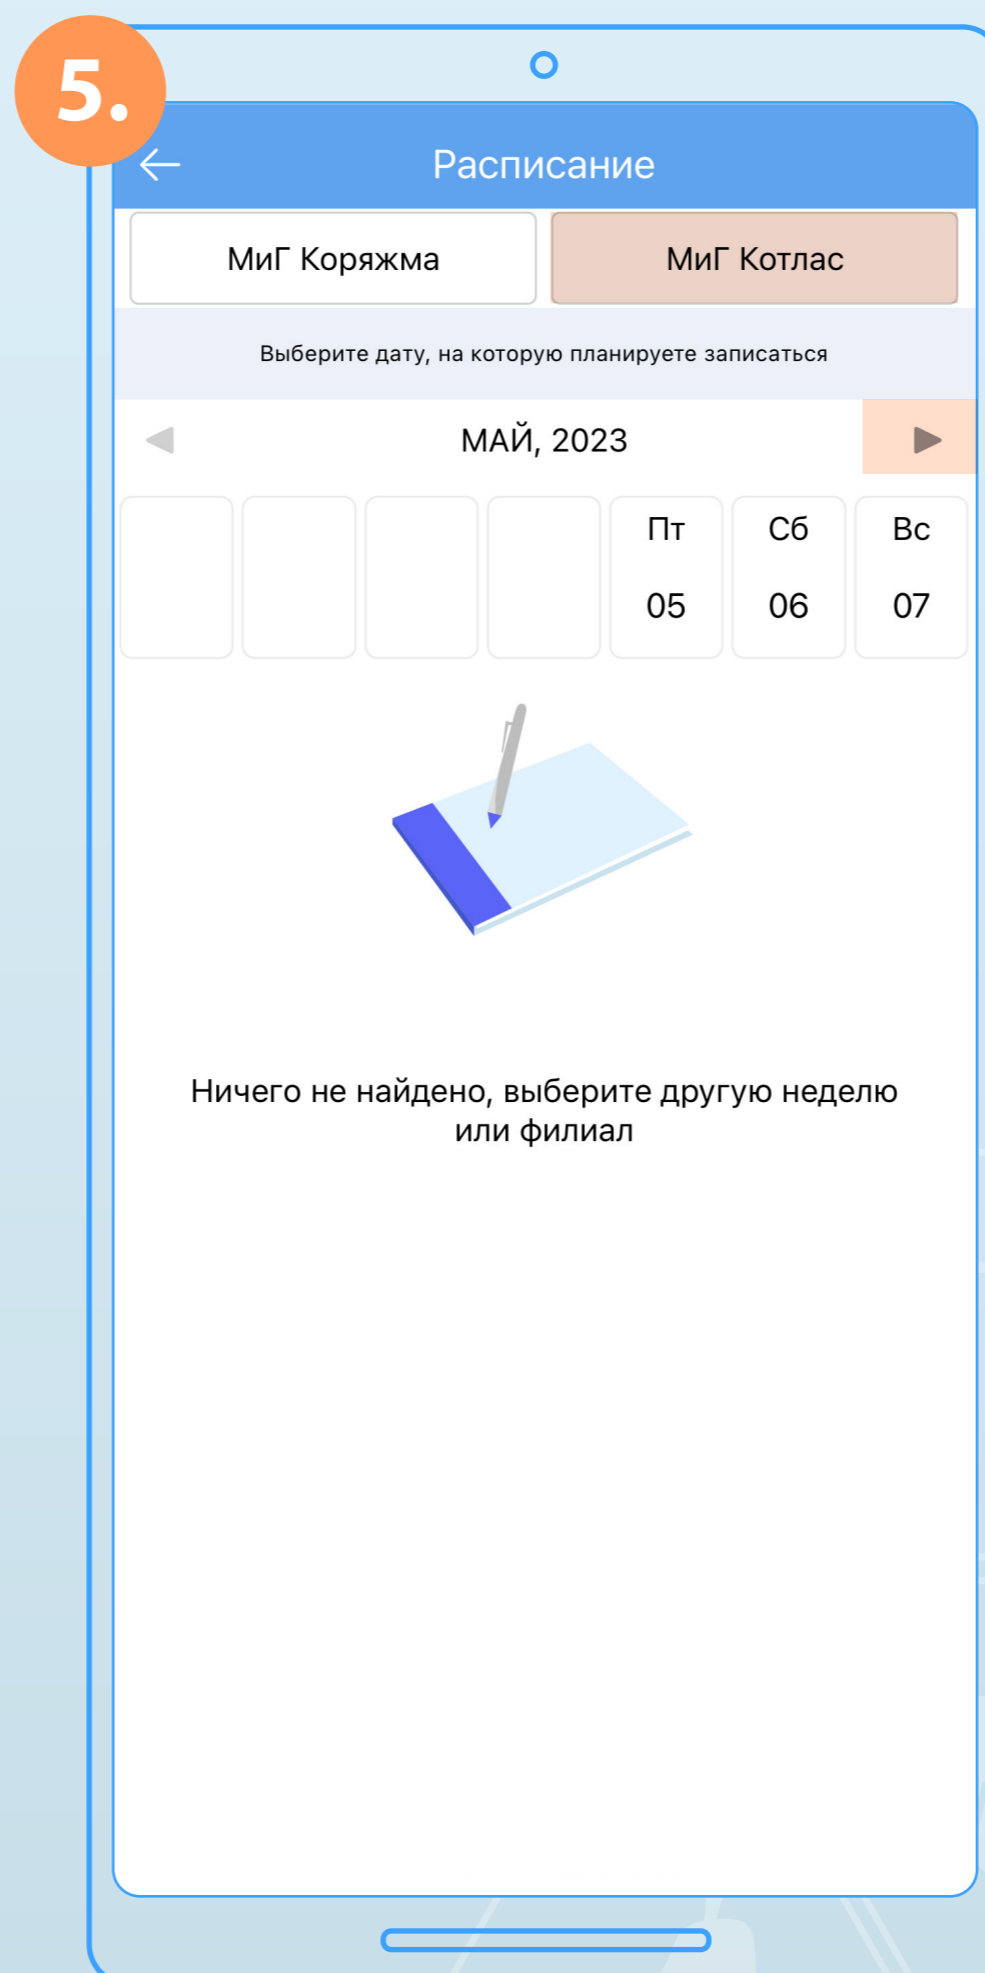 5.
Расписание
МиГ Коряжма
МиГ Котлас
Выберите дату, на которую планируете записаться
МАЙ, 2023
Пт Сб Вс
05 06 07
Ничего не найдено, выберите другую неделю
или филиал